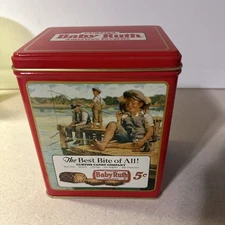 Baby Ruth
The Best Bite of All!
CURTISS CANDY COMPANY
Baby Ruth
5¢